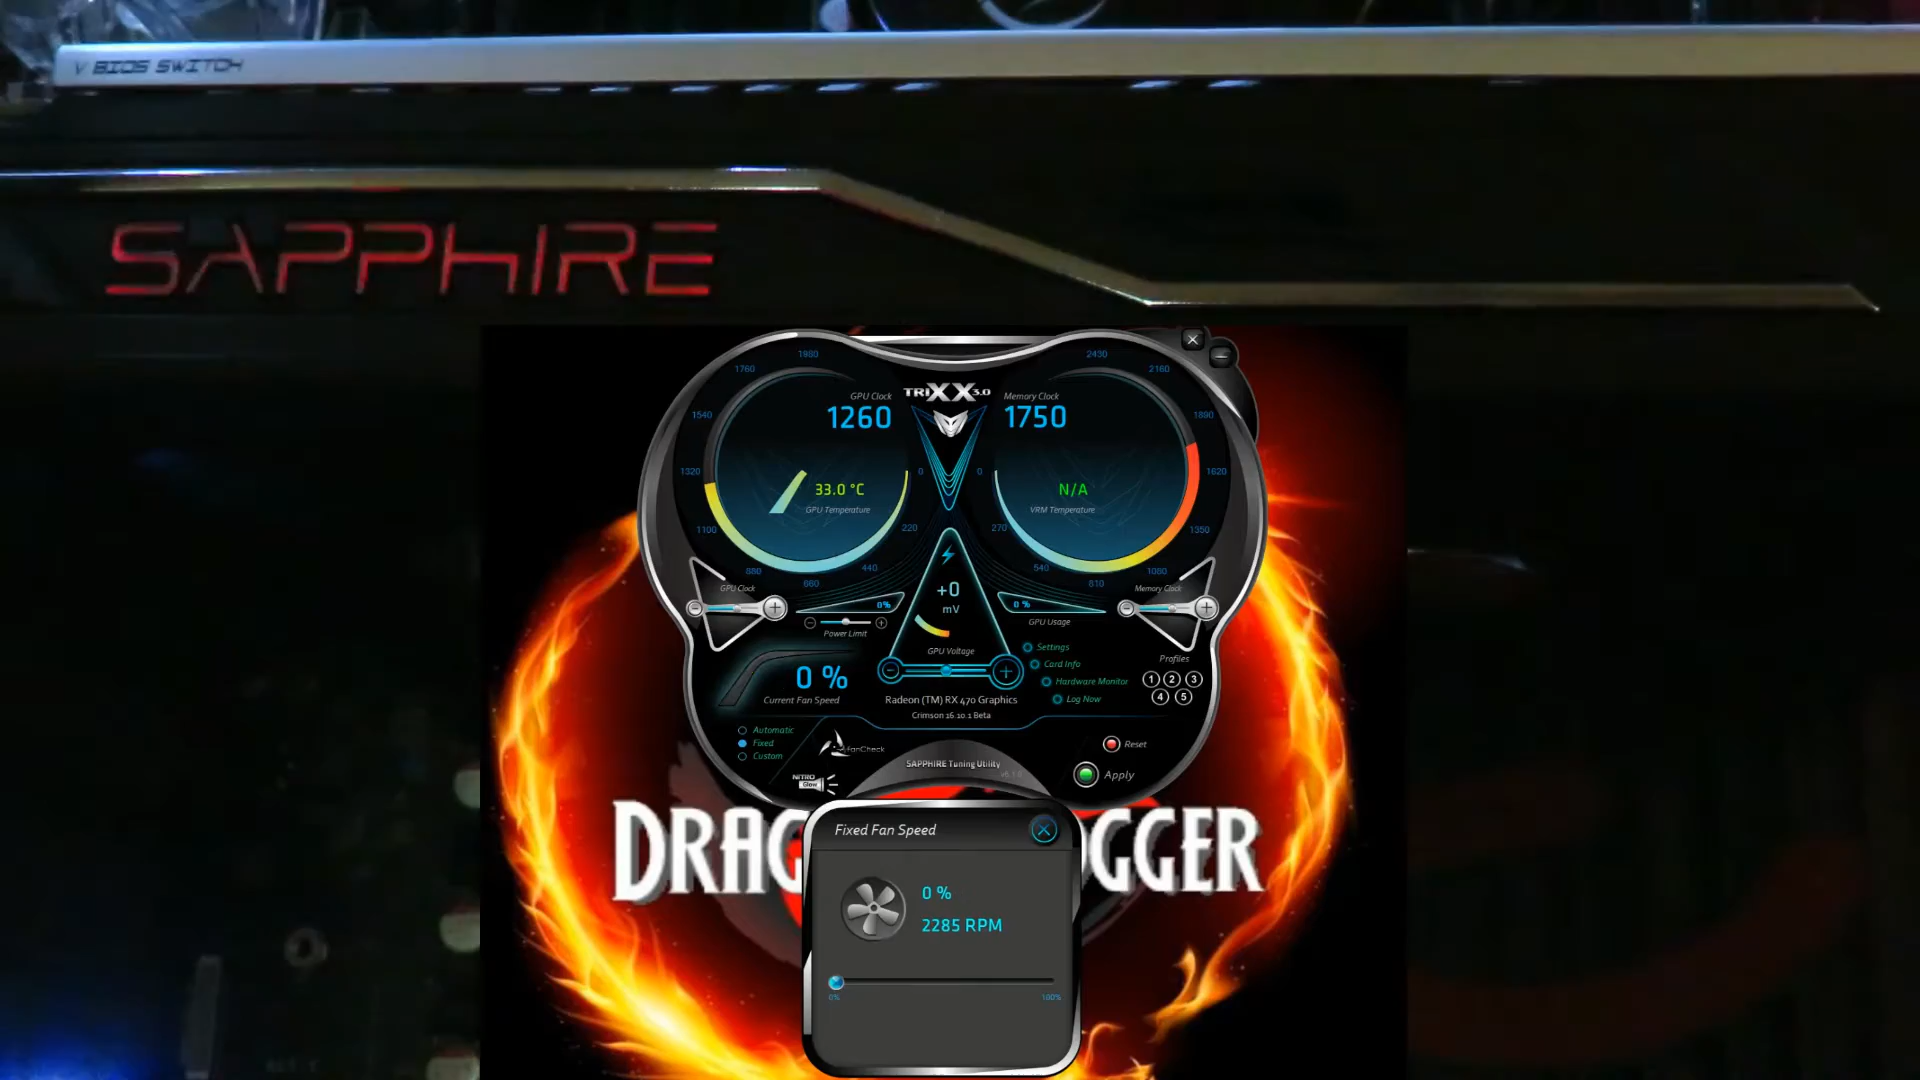 V BIOS SWITCH
SAPPHIRE
1980
2430
1760
2160
TRIXX 3.0
GPU Clock
Memory Clock
1260
1750
1540
1890
1320
0
0
1620
33.0 °C
N/A
GPU Temperature
VRM Temperature
1100
220
270
1350
880
440
540
1080
660
810
GPU Clock
+0
Memory Clock
0%
mV
0 %
GPU Usage
Power Limit
GPU Voltage
Settings
0 %
Card Info
Profiles
Hardware Monitor
1 2 3
Current Fan Speed
Radeon (TM) RX 470 Graphics
Log Now
4 5
Crimson 16.10.1 Beta
Automatic
Fixed
FanCheck
Reset
Custom
SAPPHIRE Tuning Utility
Apply
NITRO
Glow
DRAG
GGER
Fixed Fan Speed
0 %
2285 RPM
0%
100%